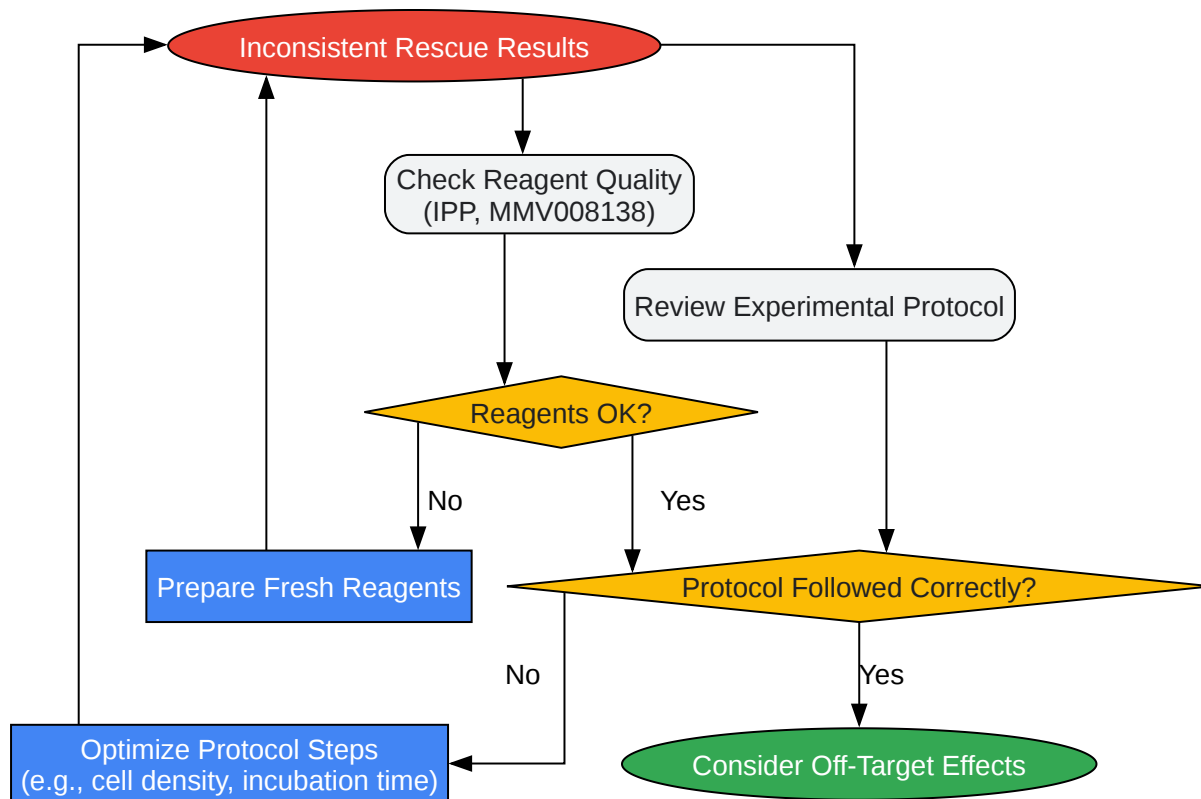 Inconsistent Rescue Results
Check Reagent Quality
(IPP, MMV008138)
Review Experimental Protocol
Reagents OK?
No
Yes
Prepare Fresh Reagents
Protocol Followed Correctly?
No
Yes
Optimize Protocol Steps
(e.g., cell density, incubation time)
Consider Off-Target Effects